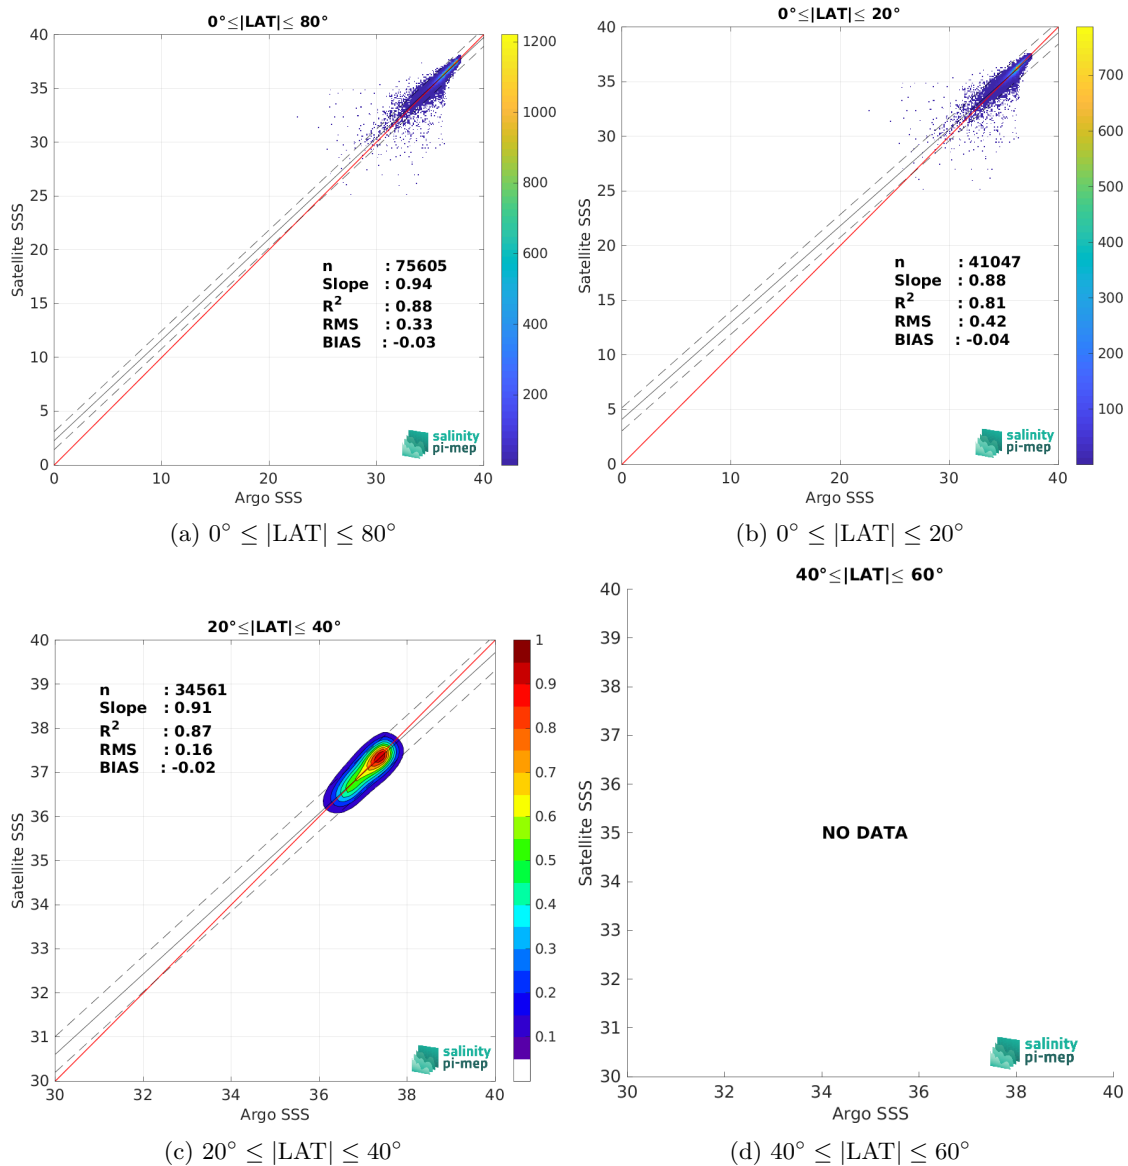 0°≤|LAT|≤ 80°
40
35
30
25
20
15
10
5
0
Satellite SSS
n : 75605
Slope : 0.94
R² : 0.88
RMS : 0.33
BIAS : -0.03
salinity
pi-mep
0 10 20 30 40
Argo SSS
1200
1000
800
600
400
200
(a) 0° ≤ |LAT| ≤ 80°
0°≤|LAT|≤ 20°
40
35
30
25
20
15
10
5
0
Satellite SSS
n : 41047
Slope : 0.88
R² : 0.81
RMS : 0.42
BIAS : -0.04
salinity
pi-mep
0 10 20 30 40
Argo SSS
700
600
500
400
300
200
100
(b) 0° ≤ |LAT| ≤ 20°
20°≤|LAT|≤ 40°
40
39
38
37
36
35
34
33
32
31
30
Satellite SSS
n : 34561
Slope : 0.91
R² : 0.87
RMS : 0.16
BIAS : -0.02
salinity
pi-mep
30 32 34 36 38 40
Argo SSS
1
0.9
0.8
0.7
0.6
0.5
0.4
0.3
0.2
0.1
(c) 20° ≤ |LAT| ≤ 40°
40°≤|LAT|≤ 60°
40
39
38
37
36
35
34
33
32
31
30
Satellite SSS
NO DATA
salinity
pi-mep
30 32 34 36 38 40
Argo SSS
(d) 40° ≤ |LAT| ≤ 60°